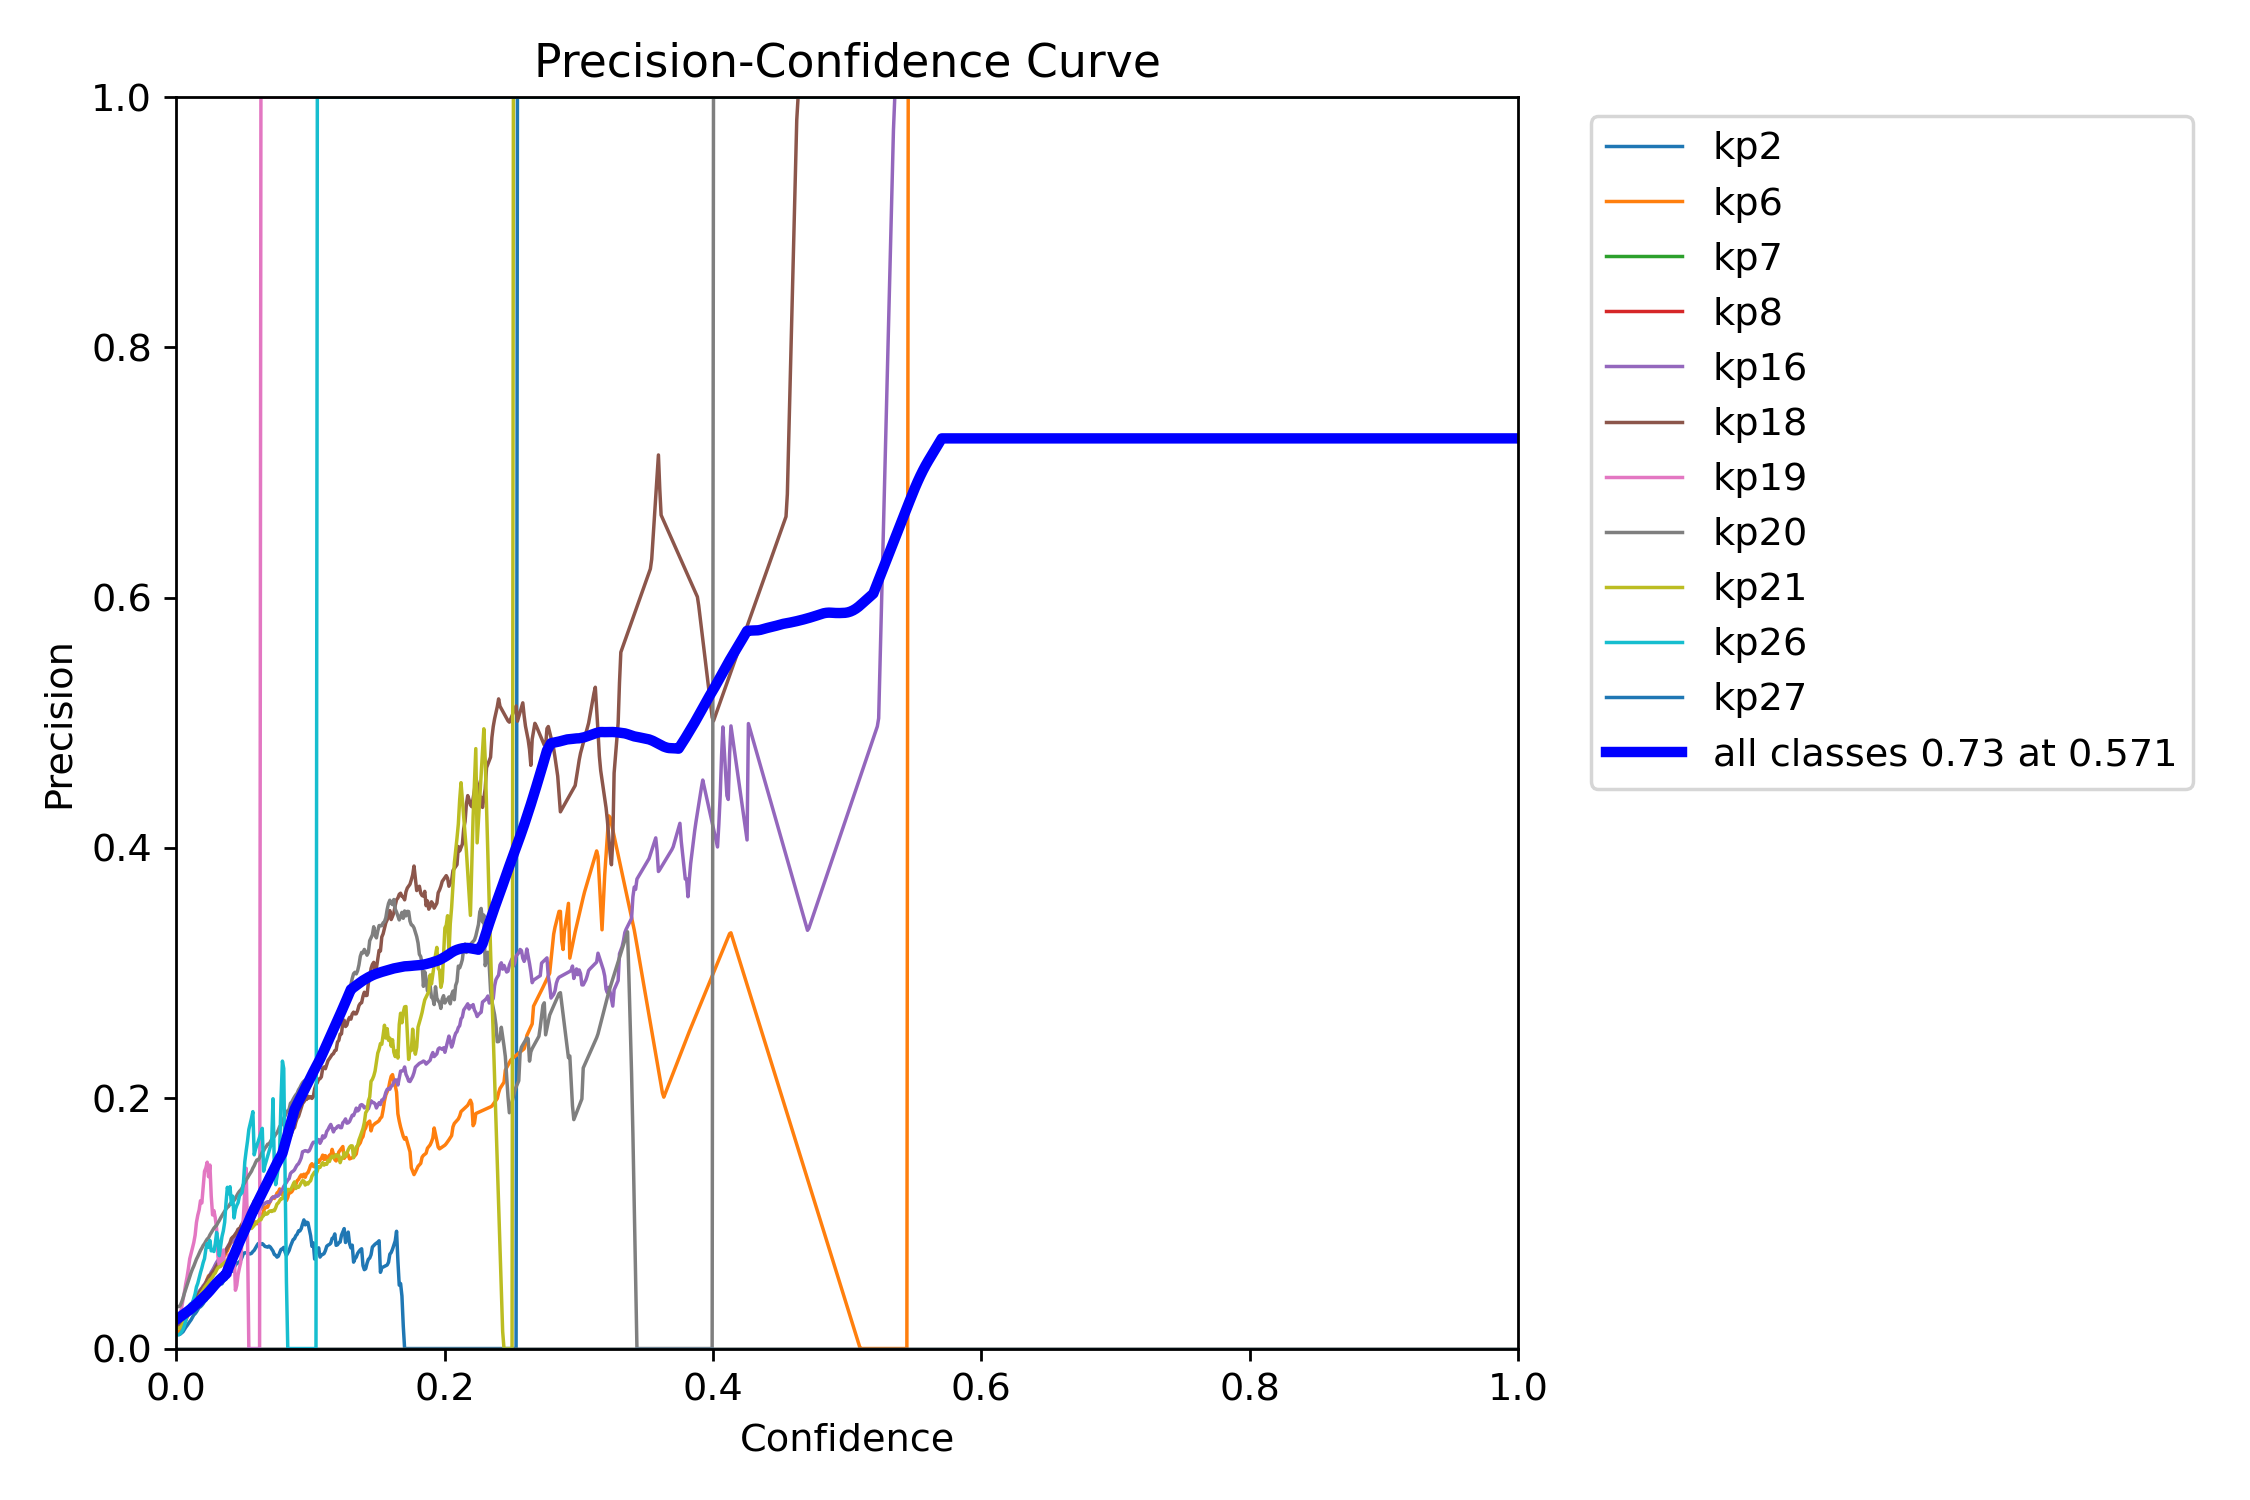 Precision-Confidence Curve
1.0
0.8
0.6
0.4
0.2
0.0
Precision
0.0 0.2 0.4 0.6 0.8 1.0
Confidence
kp2
kp6
kp7
kp8
kp16
kp18
kp19
kp20
kp21
kp26
kp27
all classes 0.73 at 0.571